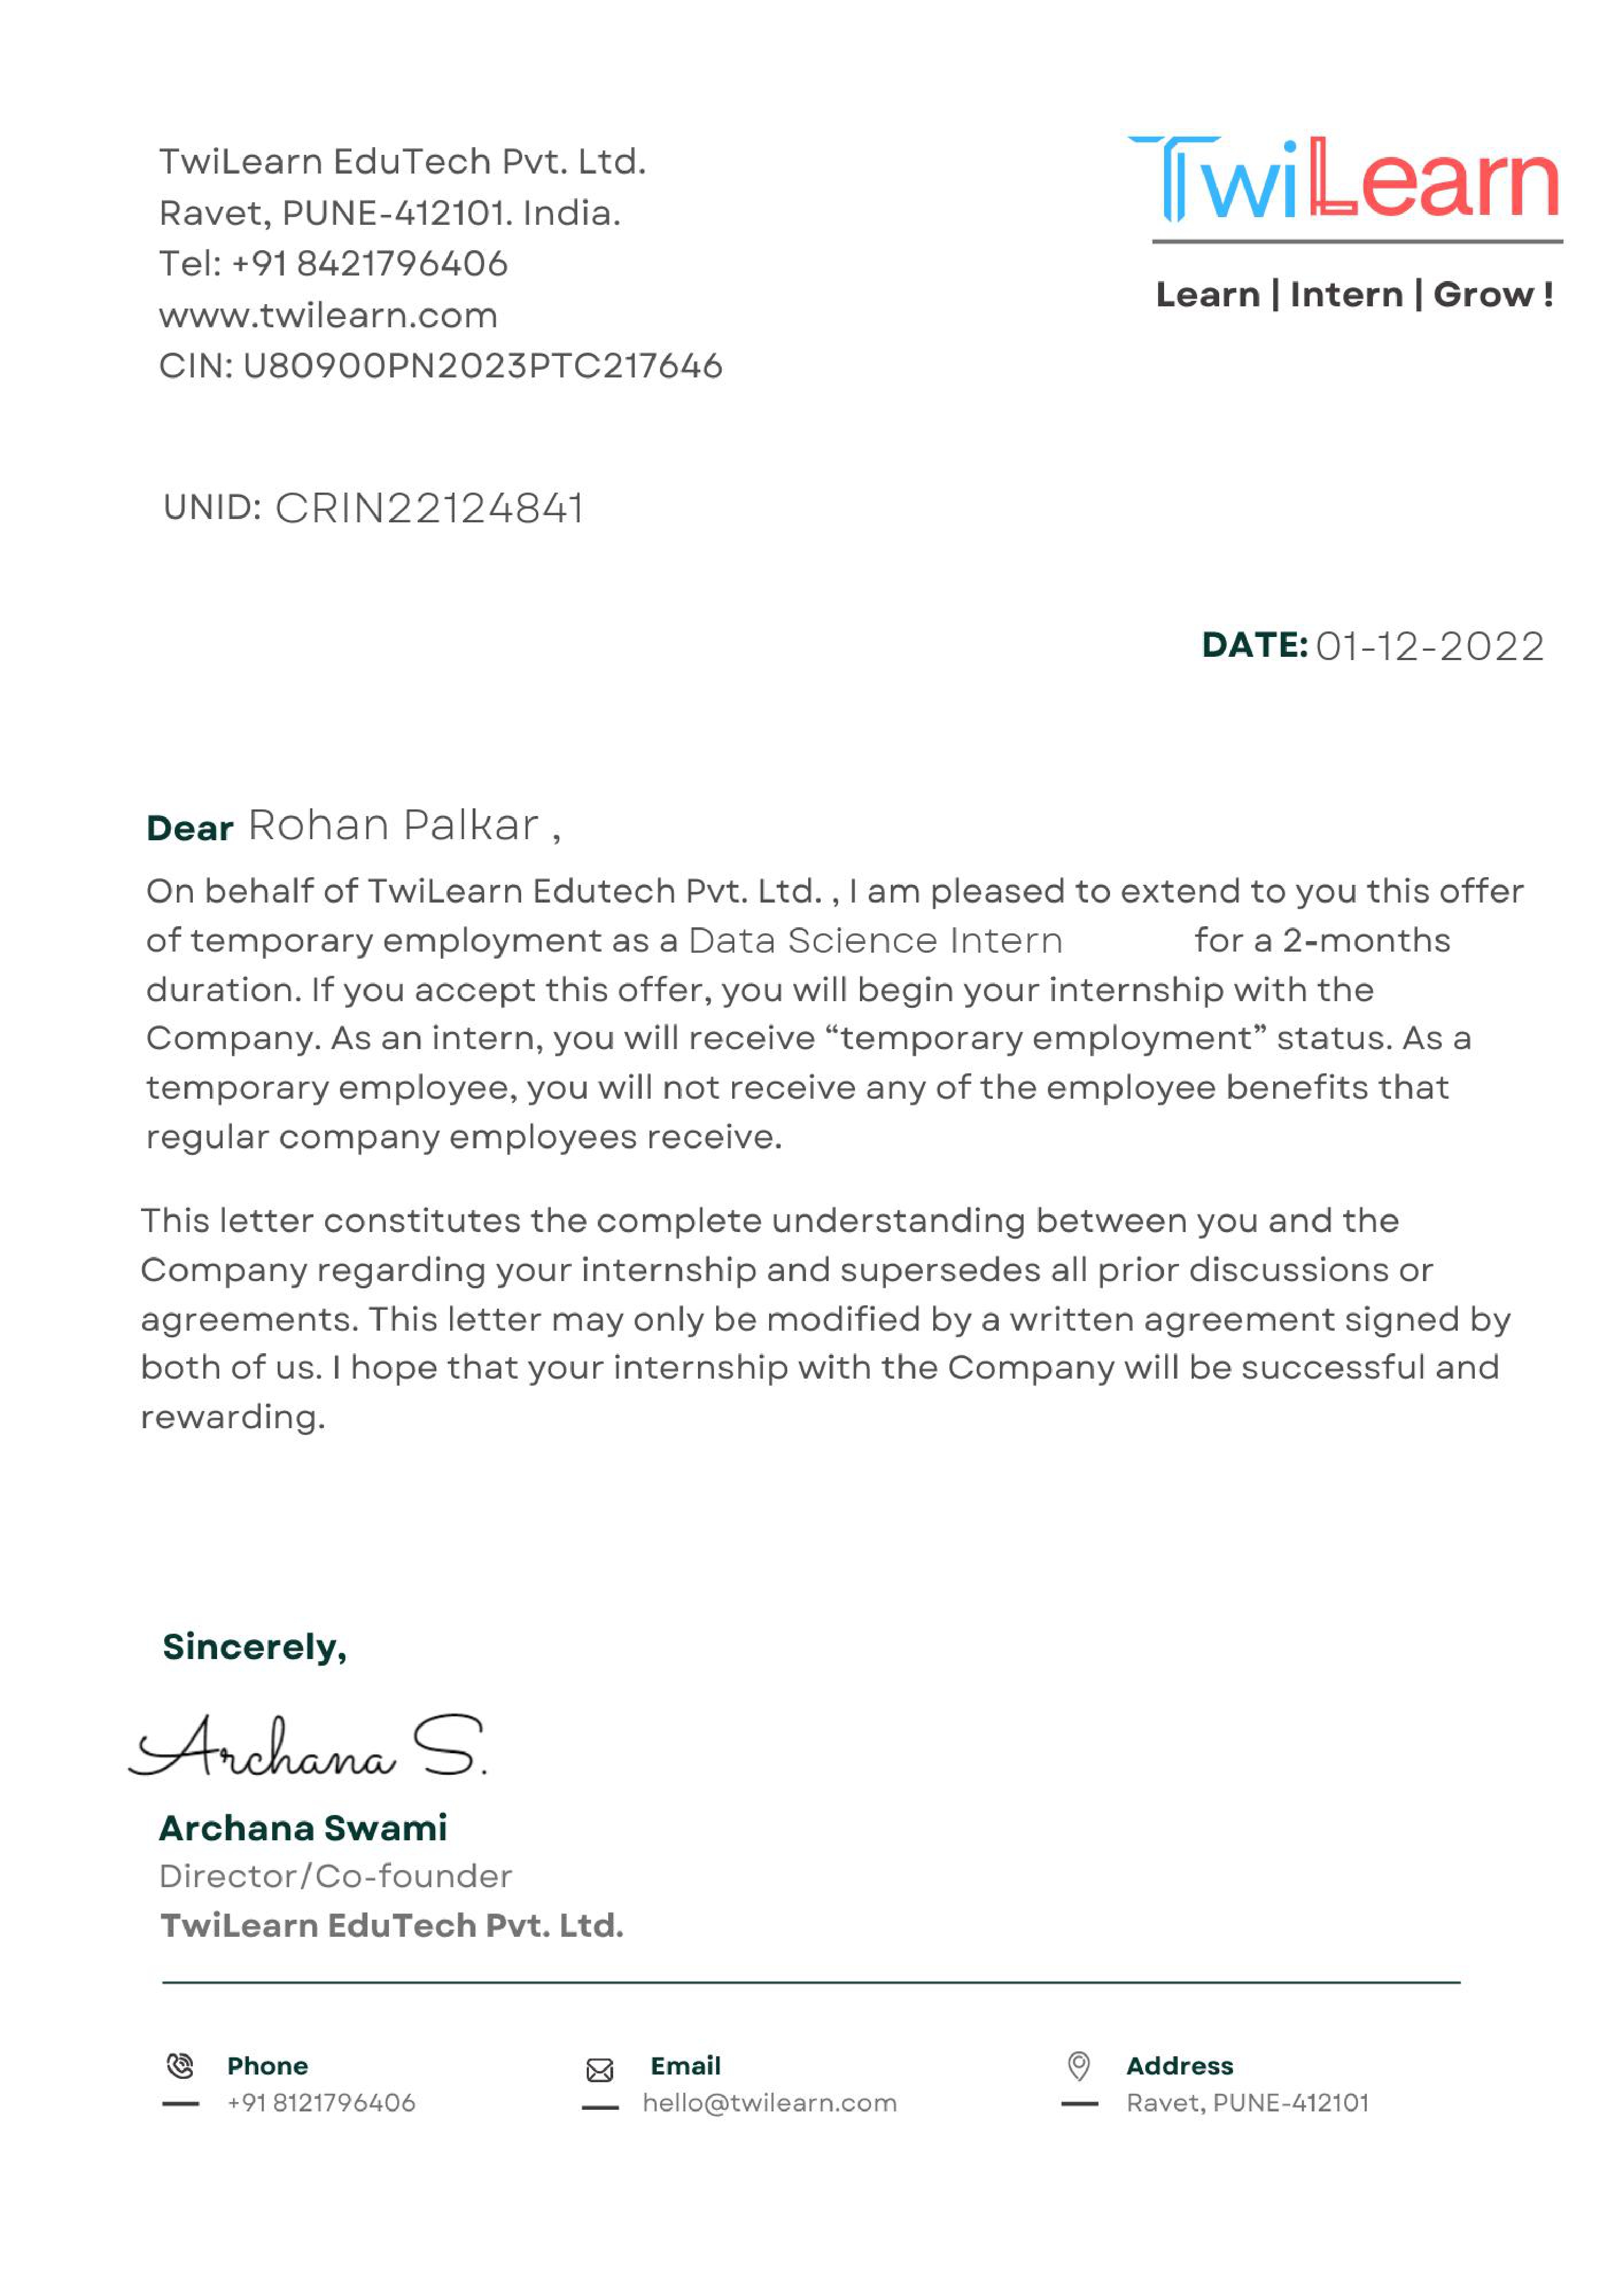 TwiLearn EduTech Pvt. Ltd.
Ravet, PUNE-412101. India.
Tel: +91 8421796406
www.twilearn.com
CIN: U80900PN2023PTC217646
TwiLearn
Learn | Intern | Grow !
UNID: CRIN22124841
DATE: 01-12-2022
Dear Rohan Palkar ,
On behalf of TwiLearn Edutech Pvt. Ltd. , I am pleased to extend to you this offer
of temporary employment as a Data Science Intern for a 2-months
duration. If you accept this offer, you will begin your internship with the
Company. As an intern, you will receive “temporary employment” status. As a
temporary employee, you will not receive any of the employee benefits that
regular company employees receive.
This letter constitutes the complete understanding between you and the
Company regarding your internship and supersedes all prior discussions or
agreements. This letter may only be modified by a written agreement signed by
both of us. I hope that your internship with the Company will be successful and
rewarding.
Sincerely,
Archana S.
Archana Swami
Director/Co-founder
TwiLearn EduTech Pvt. Ltd.
Phone
+91 8121796406
Email
hello@twilearn.com
Address
Ravet, PUNE-412101